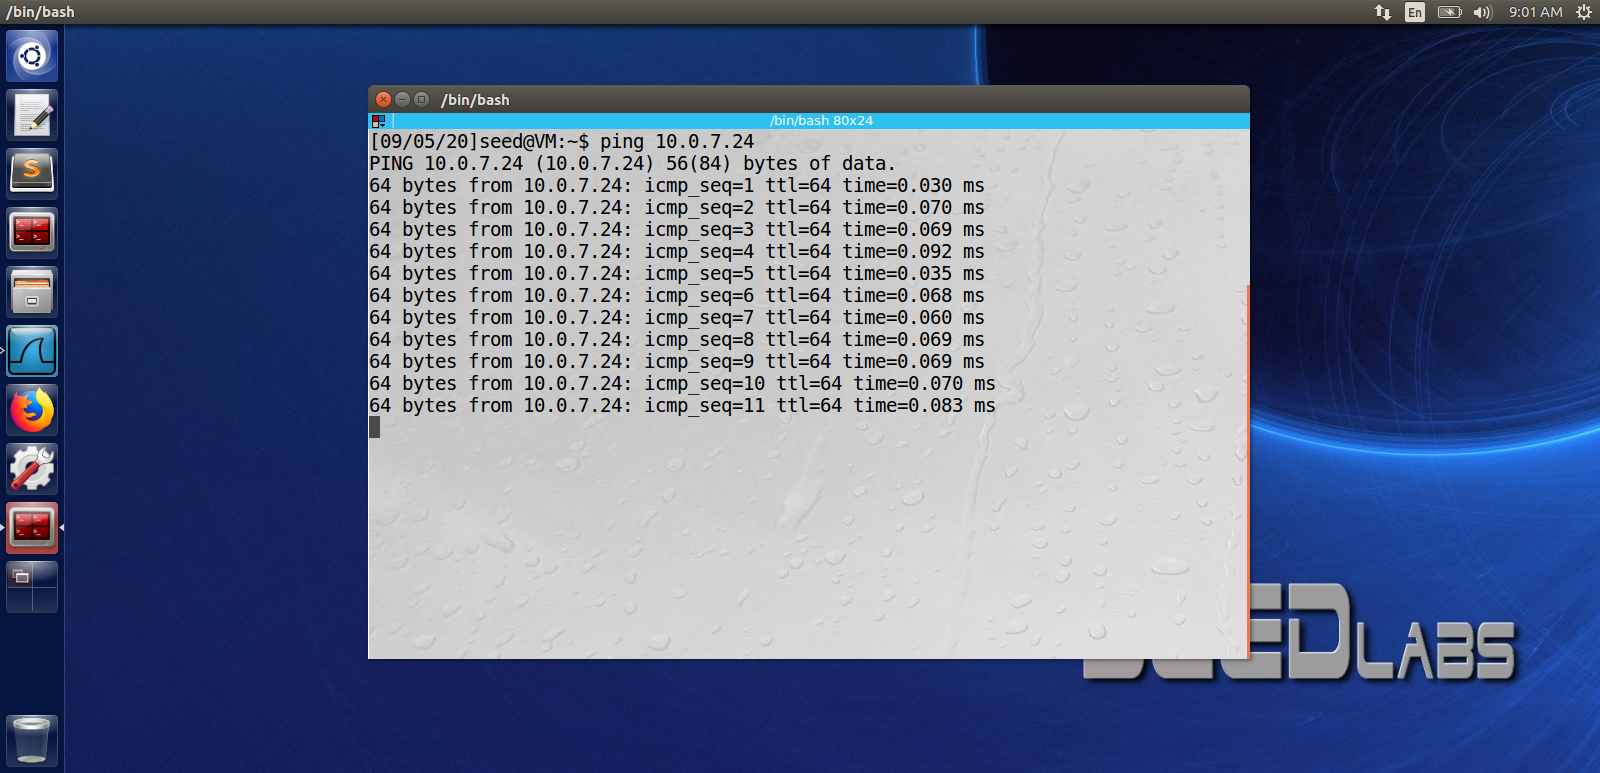 /bin/bash
En
9:01 AM
/bin/bash
/bin/bash 80x24
[09/05/20]seed@VM:~$ ping 10.0.7.24
PING 10.0.7.24 (10.0.7.24) 56(84) bytes of data.
64 bytes from 10.0.7.24: icmp_seq=1 ttl=64 time=0.030 ms
64 bytes from 10.0.7.24: icmp_seq=2 ttl=64 time=0.070 ms
64 bytes from 10.0.7.24: icmp_seq=3 ttl=64 time=0.069 ms
64 bytes from 10.0.7.24: icmp_seq=4 ttl=64 time=0.092 ms
64 bytes from 10.0.7.24: icmp_seq=5 ttl=64 time=0.035 ms
64 bytes from 10.0.7.24: icmp_seq=6 ttl=64 time=0.068 ms
64 bytes from 10.0.7.24: icmp_seq=7 ttl=64 time=0.060 ms
64 bytes from 10.0.7.24: icmp_seq=8 ttl=64 time=0.069 ms
64 bytes from 10.0.7.24: icmp_seq=9 ttl=64 time=0.069 ms
64 bytes from 10.0.7.24: icmp_seq=10 ttl=64 time=0.070 ms
64 bytes from 10.0.7.24: icmp_seq=11 ttl=64 time=0.083 ms
SEEDLABS